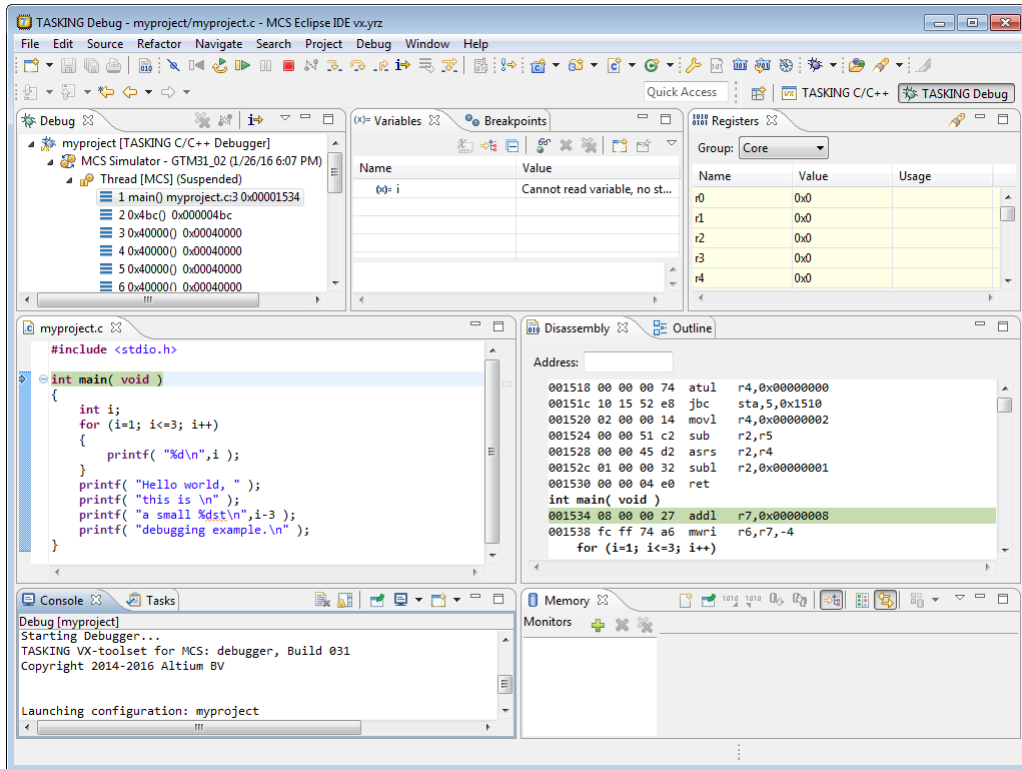 TASKING Debug - myproject/myproject.c - MCS Eclipse IDE vx.yrz
File Edit Source Refactor Navigate Search Project Debug Window Help
Quick Access TASKING C/C++ TASKING Debug
Debug
myproject [TASKING C/C++ Debugger]
MCS Simulator - GTM31_02 (1/26/16 6:07 PM)
Thread [MCS] (Suspended)
1 main() myproject.c:3 0x00001534
2 0x4bc() 0x000004bc
3 0x40000() 0x00040000
4 0x40000() 0x00040000
5 0x40000() 0x00040000
6 0x40000() 0x00040000
(x)= Variables Breakpoints
Name Value
(x)= i Cannot read variable, no st...
Registers
Group: Core
Name Value Usage
r0 0x0
r1 0x0
r2 0x0
r3 0x0
r4 0x0
myproject.c
#include <stdio.h>
int main( void )
{
int i;
for (i=1; i<=3; i++)
{
printf( "%d\n",i );
}
printf( "Hello world, " );
printf( "this is \n" );
printf( "a small %dst\n",i-3 );
printf( "debugging example.\n" );
}
Disassembly Outline
Address:
001518 00 00 00 74 atul r4,0x00000000
00151c 10 15 52 e8 jbc sta,5,0x1510
001520 02 00 00 14 movl r4,0x00000002
001524 00 00 51 c2 sub r2,r5
001528 00 00 45 d2 asrs r2,r4
00152c 01 00 00 32 subl r2,0x00000001
001530 00 00 04 e0 ret
int main( void )
001534 08 00 00 27 addl r7,0x00000008
001538 fc ff 74 a6 mwri r6,r7,-4
for (i=1; i<=3; i++)
Console Tasks
Debug [myproject]
Starting Debugger...
TASKING VX-toolset for MCS: debugger, Build 031
Copyright 2014-2016 Altium BV
Launching configuration: myproject
Memory
Monitors